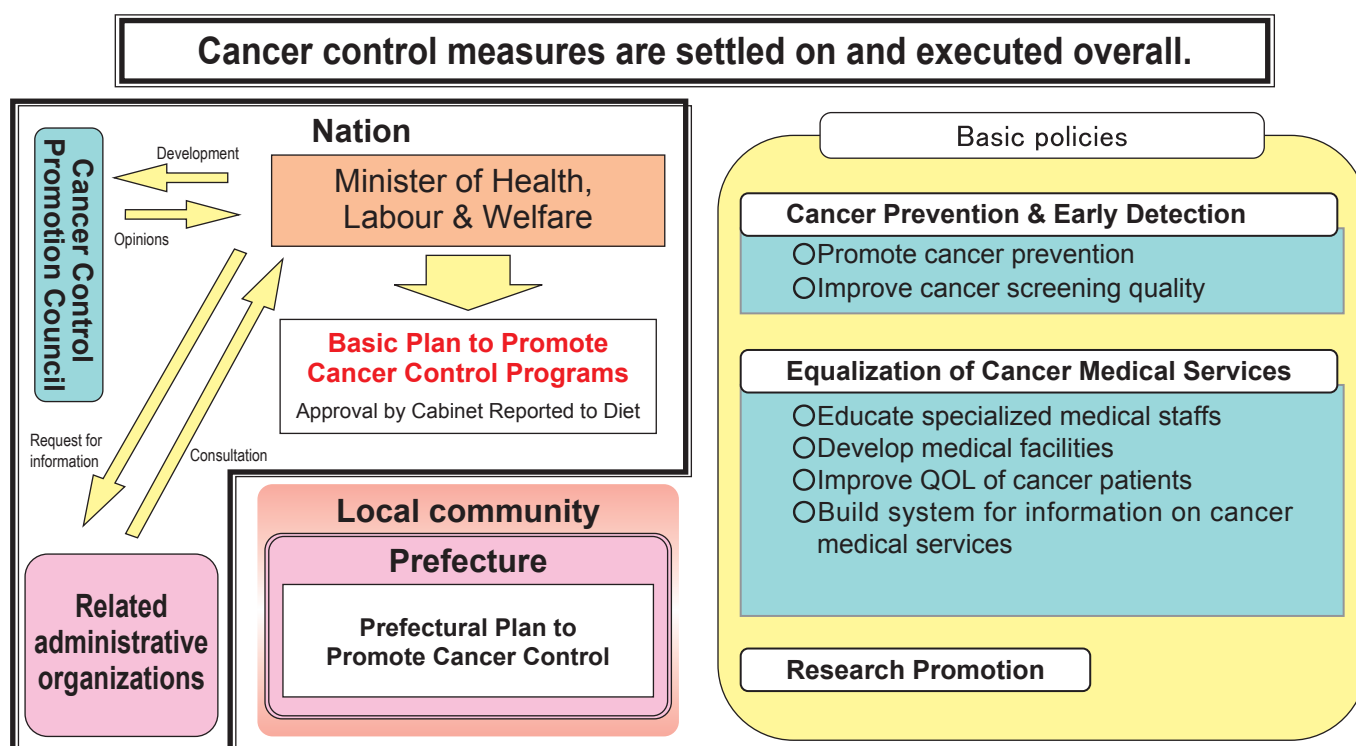 Cancer control measures are settled on and executed overall.
Nation
Cancer Control
Promotion Council
Development
Opinions
Minister of Health,
Labour & Welfare
Basic Plan to Promote
Cancer Control Programs
Approval by Cabinet Reported to Diet
Request for
information
Consultation
Related
administrative
organizations
Local community
Prefecture
Prefectural Plan to
Promote Cancer Control
Basic policies
Cancer Prevention & Early Detection
○Promote cancer prevention
○Improve cancer screening quality
Equalization of Cancer Medical Services
○Educate specialized medical staffs
○Develop medical facilities
○Improve QOL of cancer patients
○Build system for information on cancer
medical services
Research Promotion